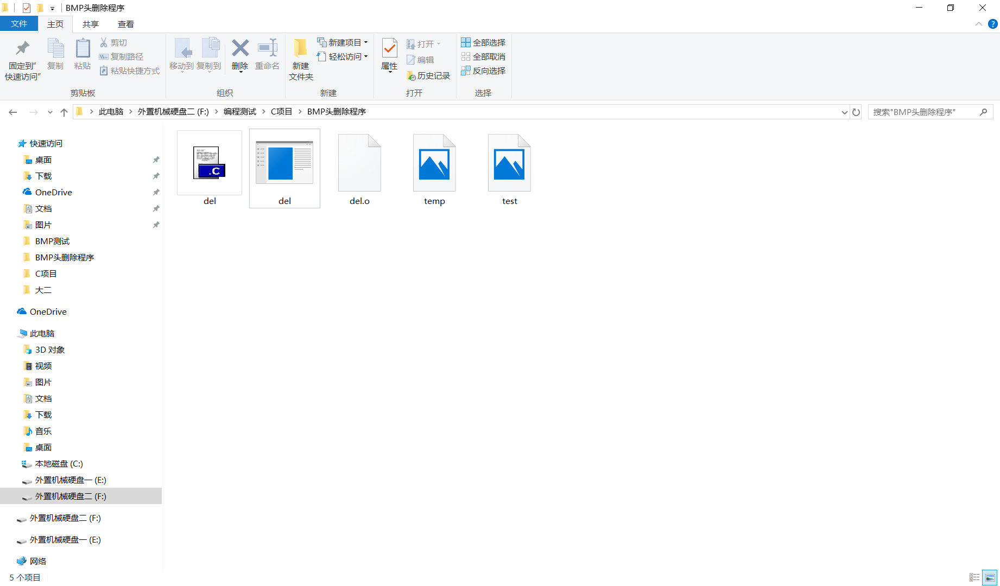 BMP头删除程序
文件 主页 共享 查看
固定到"
快速访问"
复制
粘贴
剪切
复制路径
粘贴快捷方式
剪贴板
移动到
复制到
删除
重命名
组织
新建
文件夹
新建项目
轻松访问
新建
属性
打开
编辑
历史记录
打开
全部选择
全部取消
反向选择
选择
此电脑 > 外置机械硬盘二 (F:) > 编程测试 > C项目 > BMP头删除程序
搜索"BMP头删除程序"
快速访问
桌面
下载
OneDrive
文档
图片
BMP测试
BMP头删除程序
C项目
大二
OneDrive
此电脑
3D 对象
视频
图片
文档
下载
音乐
桌面
本地磁盘 (C:)
外置机械硬盘一 (E:)
外置机械硬盘二 (F:)
外置机械硬盘二 (F:)
外置机械硬盘一 (E:)
网络
DEV
.C
del
del
del.o
temp
test
5 个项目